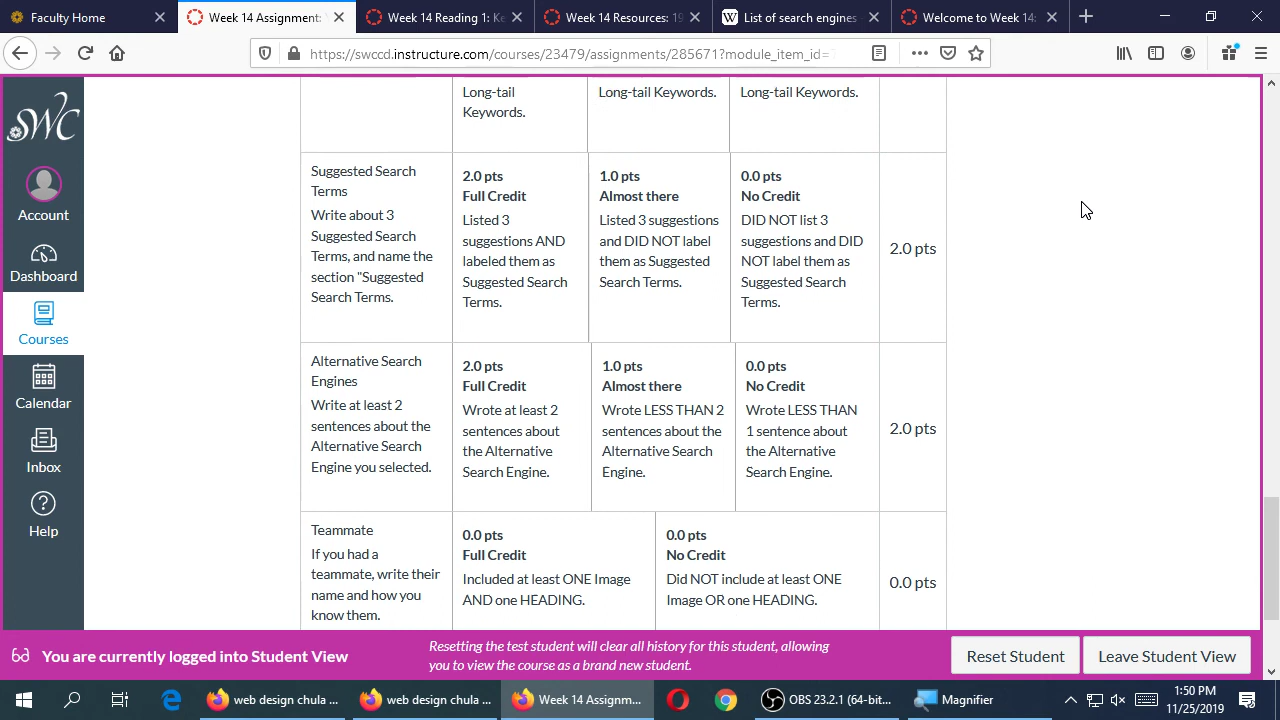 Faculty Home
Week 14 Assignment:
Week 14 Reading 1: Ke
Week 14 Resources: 19
List of search engines
Welcome to Week 14:
https://swccd.instructure.com/courses/23479/assignments/285671?module_item_id=
SWC
Account
Dashboard
Courses
Calendar
Inbox
Help
Long-tail
Keywords.
Long-tail Keywords.
Long-tail Keywords.
Suggested Search
Terms
Write about 3
Suggested Search
Terms, and name the
section "Suggested
Search Terms.
2.0 pts
Full Credit
Listed 3
suggestions AND
labeled them as
Suggested Search
Terms.
1.0 pts
Almost there
Listed 3 suggestions
and DID NOT label
them as Suggested
Search Terms.
0.0 pts
No Credit
DID NOT list 3
suggestions and DID
NOT label them as
Suggested Search
Terms.
2.0 pts
Alternative Search
Engines
Write at least 2
sentences about the
Alternative Search
Engine you selected.
2.0 pts
Full Credit
Wrote at least 2
sentences about
the Alternative
Search Engine.
1.0 pts
Almost there
Wrote LESS THAN 2
sentences about the
Alternative Search
Engine.
0.0 pts
No Credit
Wrote LESS THAN
1 sentence about
the Alternative
Search Engine.
2.0 pts
Teammate
If you had a
teammate, write their
name and how you
know them.
0.0 pts
Full Credit
Included at least ONE Image
AND one HEADING.
0.0 pts
No Credit
Did NOT include at least ONE
Image OR one HEADING.
0.0 pts
You are currently logged into Student View
Resetting the test student will clear all history for this student, allowing
you to view the course as a brand new student.
Reset Student
Leave Student View
web design chula ...
web design chula ...
Week 14 Assignm...
OBS 23.2.1 (64-bit...
Magnifier
1:50 PM
11/25/2019